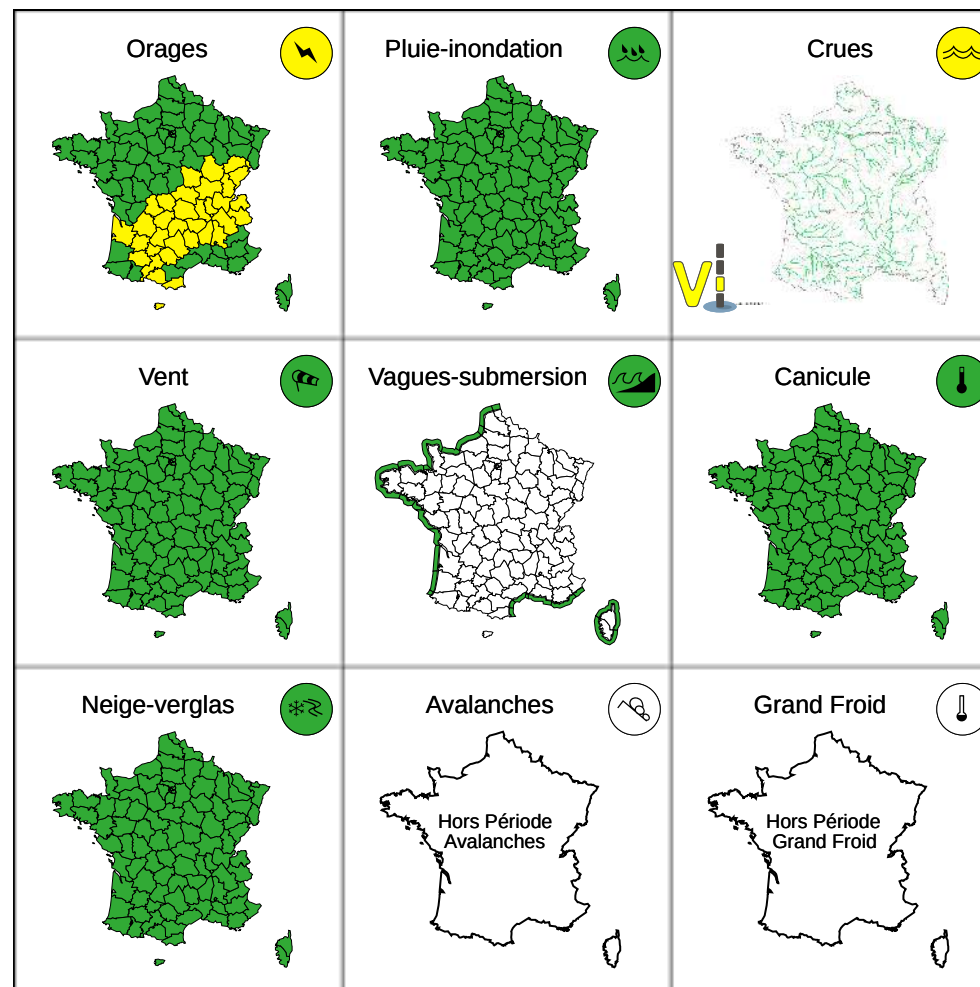 Orages
Pluie-inondation
Crues
Vi
Vent
Vagues-submersion
Canicule
Neige-verglas
Avalanches
Grand Froid
Hors Période
Avalanches
Hors Période
Grand Froid